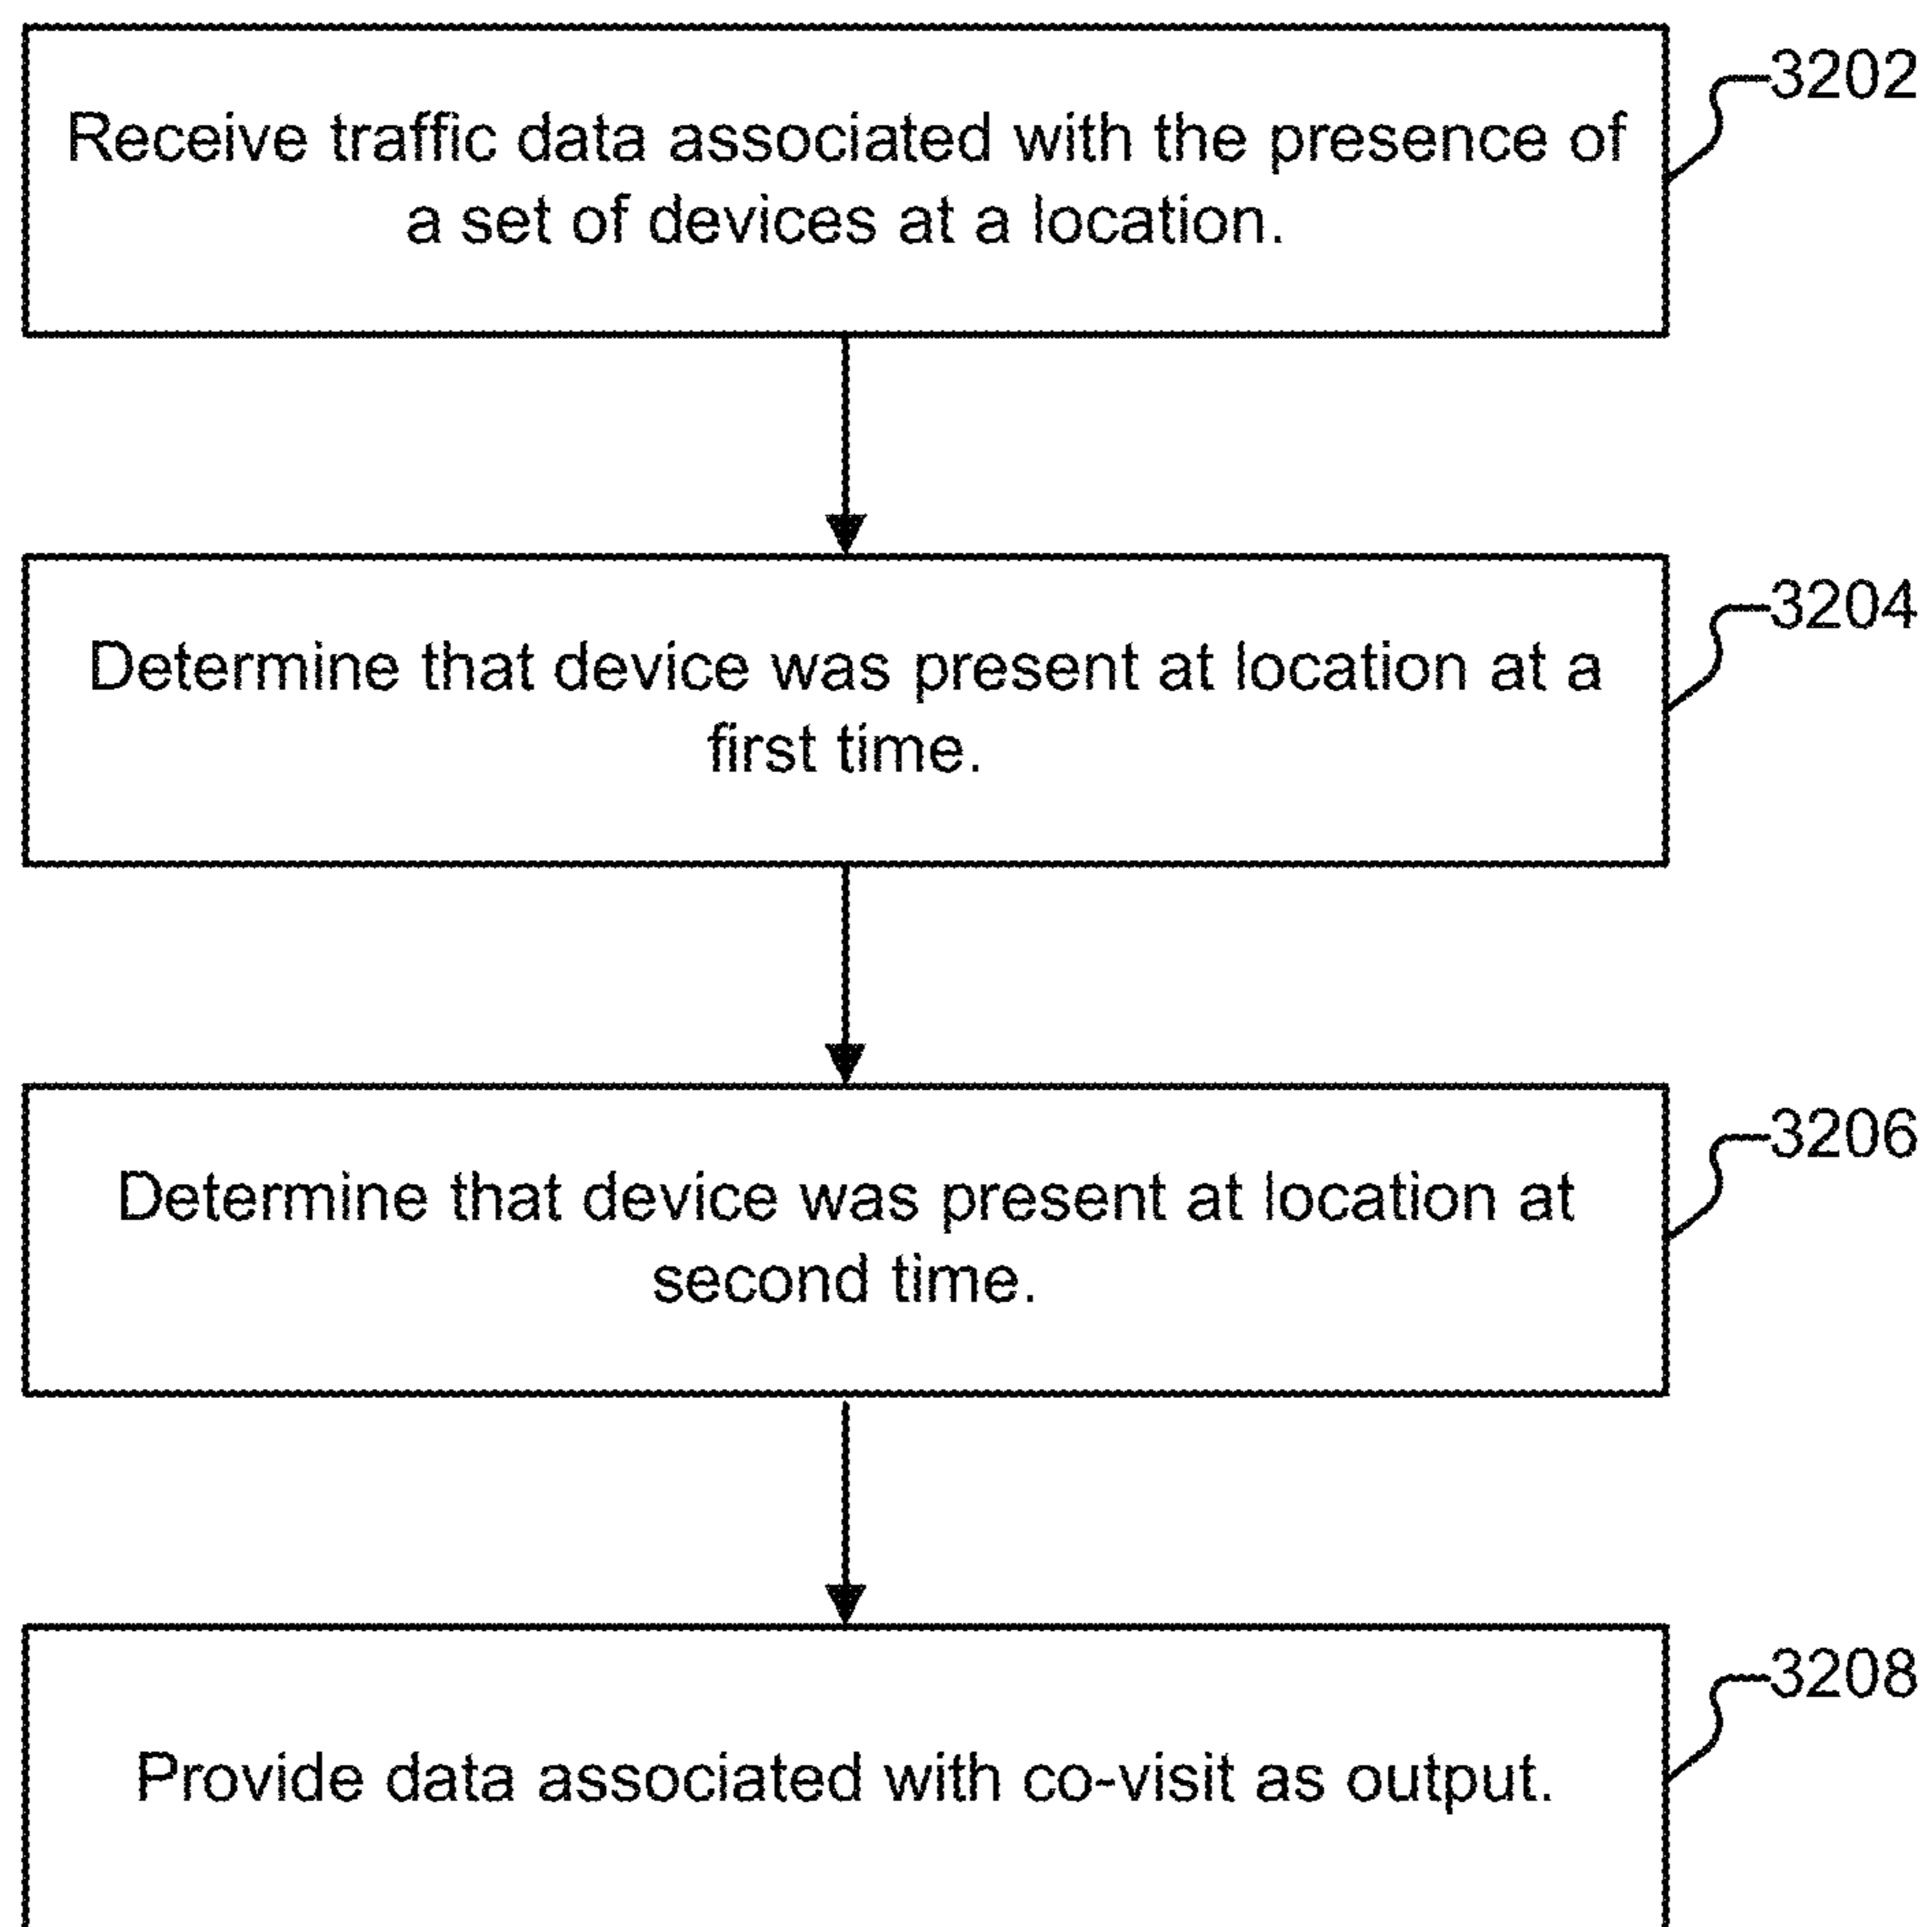 3202
Receive traffic data associated with the presence of
a set of devices at a location.
3204
Determine that device was present at location at a
first time.
3206
Determine that device was present at location at
second time.
3208
Provide data associated with co-visit as output.